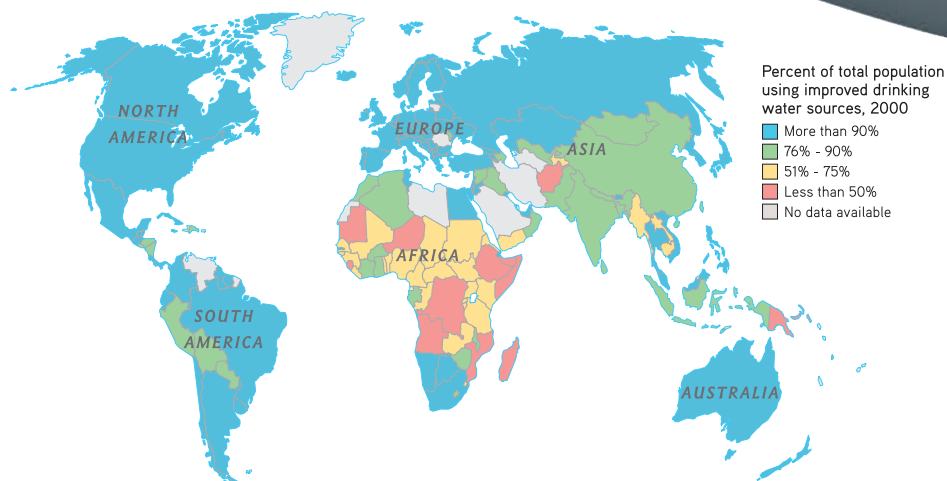 Percent of total population
using improved drinking
water sources, 2000
More than 90%
76% - 90%
51% - 75%
Less than 50%
No data available
NORTH
AMERICA
EUROPE
ASIA
AFRICA
SOUTH
AMERICA
AUSTRALIA